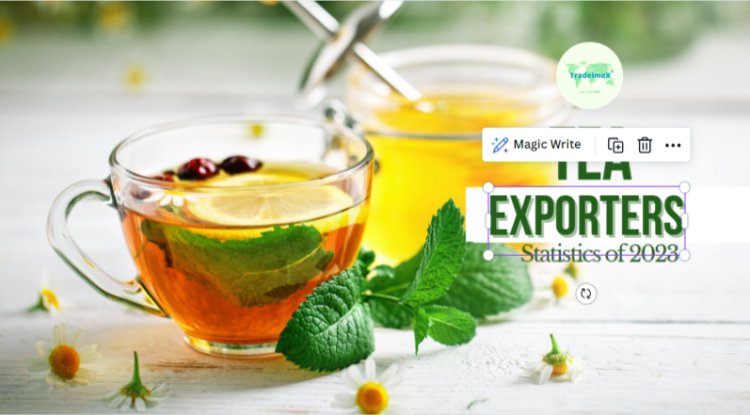 TradeImeX
Magic Write
TEA
EXPORTERS
Statistics of 2023